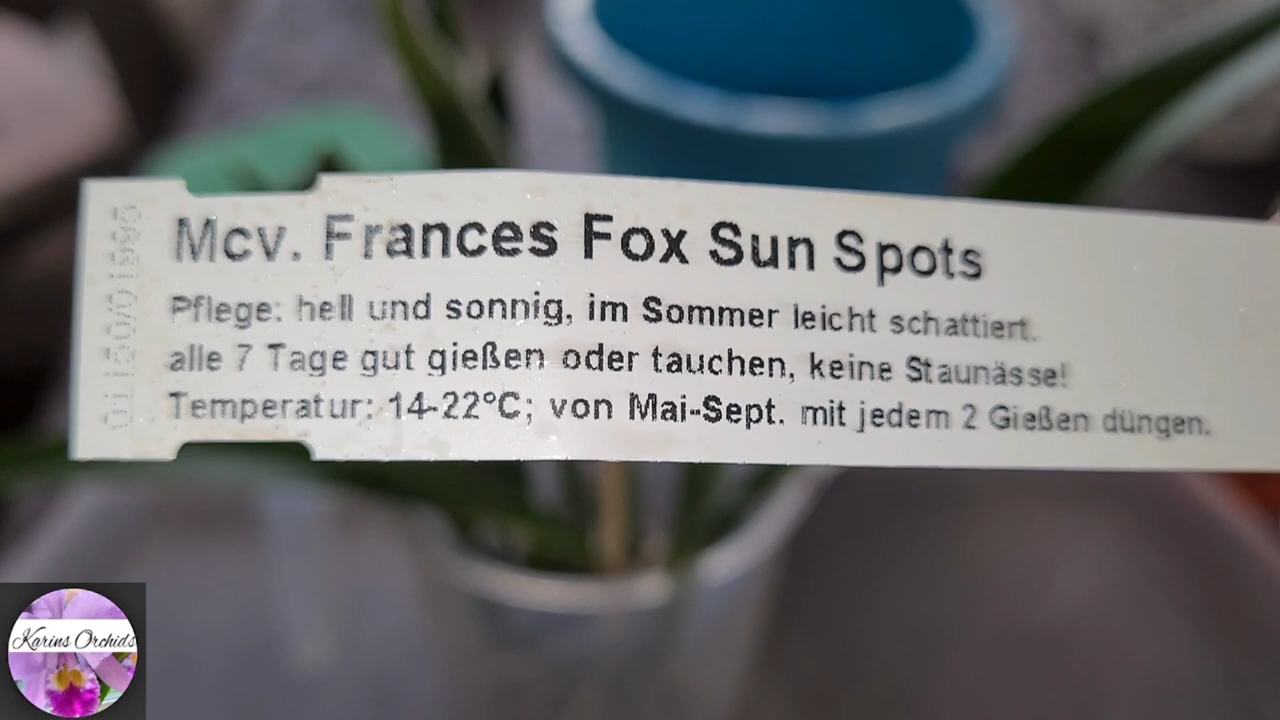 Mcv. Frances Fox Sun Spots
Pflege: hell und sonnig, im Sommer leicht schattiert.
alle 7 Tage gut gießen oder tauchen, keine Staunässe!
Temperatur: 14-22°C; von Mai-Sept. mit jedem 2 Gießen düngen.
Karins Orchids